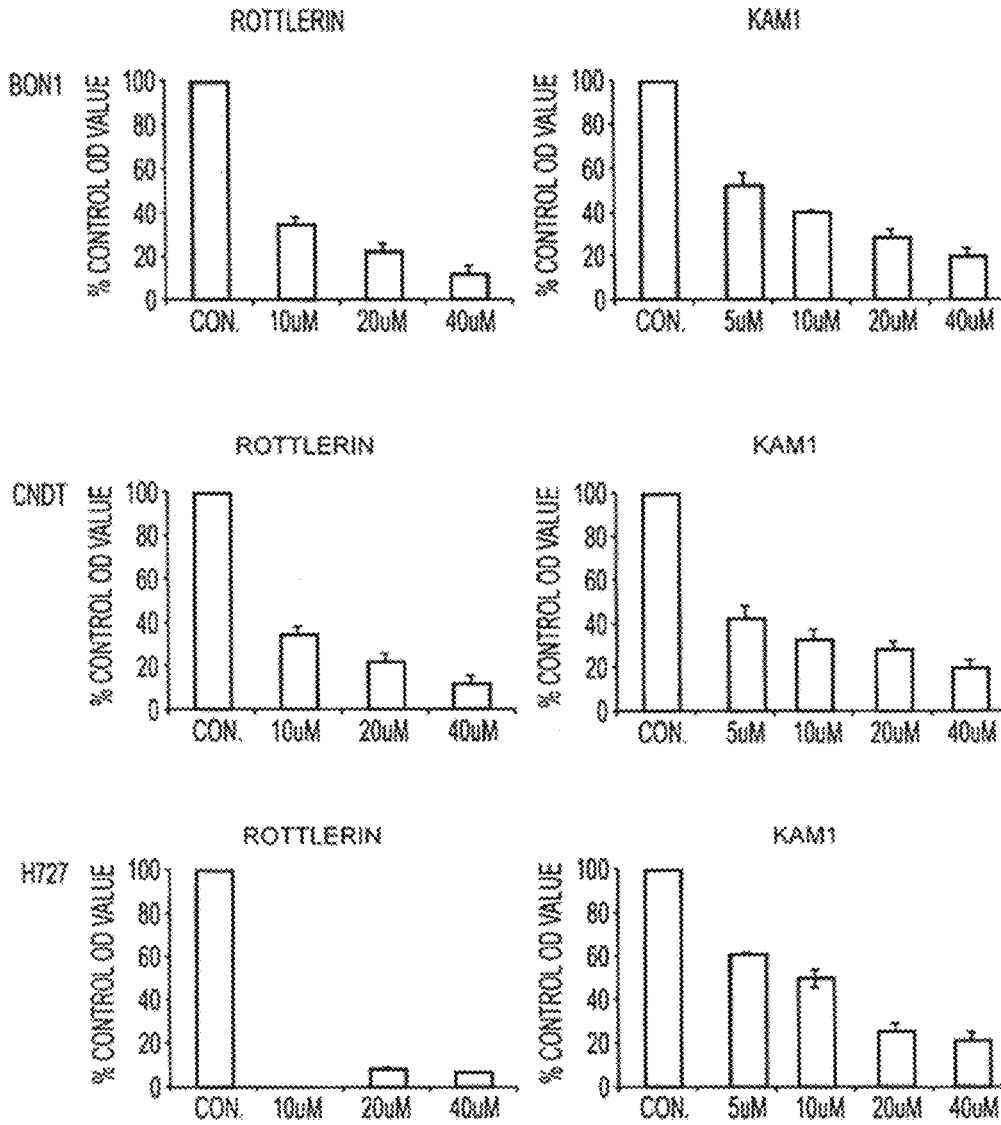 ROTTLERIN
KAM1
BON1
% CONTROL OD VALUE
100
80
60
40
20
0
CON. 10uM 20uM 40uM
% CONTROL OD VALUE
100
80
60
40
20
0
CON. 5uM 10uM 20uM 40uM
ROTTLERIN
KAM1
CNDT
% CONTROL OD VALUE
100
80
60
40
20
0
CON. 10uM 20uM 40uM
% CONTROL OD VALUE
100
80
60
40
20
0
CON. 5uM 10uM 20uM 40uM
ROTTLERIN
KAM1
H727
% CONTROL OD VALUE
100
80
60
40
20
0
CON. 10uM 20uM 40uM
% CONTROL OD VALUE
100
80
60
40
20
0
CON. 5uM 10uM 20uM 40uM